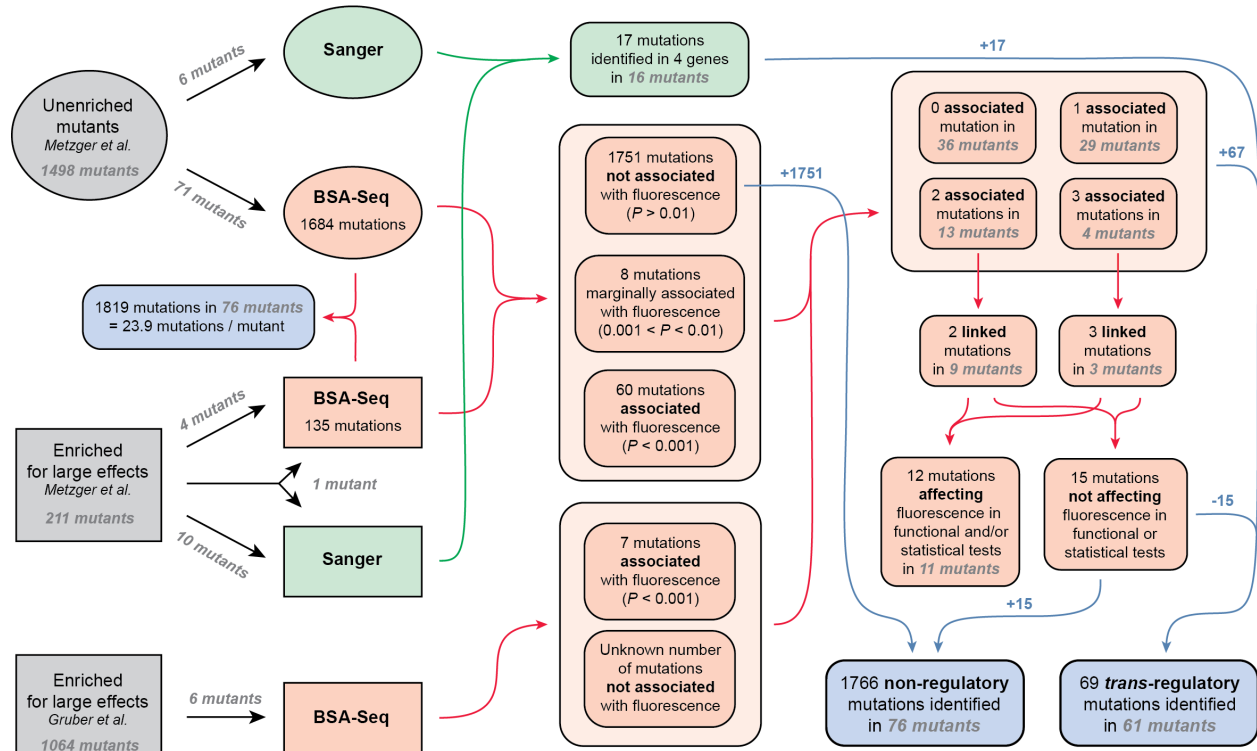 Unenriched
mutants
Metzger et al.
1498 mutants
6 mutants
71 mutants
Sanger
BSA-Seq
1684 mutations
1819 mutations in 76 mutants
= 23.9 mutations / mutant
Enriched
for large effects
Metzger et al.
211 mutants
4 mutants
1 mutant
10 mutants
BSA-Seq
135 mutations
Sanger
Enriched
for large effects
Gruber et al.
1064 mutants
6 mutants
BSA-Seq
17 mutations
identified in 4 genes
in 16 mutants
1751 mutations
not associated
with fluorescence
(P > 0.01)
8 mutations
marginally associated
with fluorescence
(0.001 < P < 0.01)
60 mutations
associated
with fluorescence
(P < 0.001)
7 mutations
associated
with fluorescence
(P < 0.001)
Unknown number
of mutations
not associated
with fluorescence
+17
+1751
+67
0 associated
mutation in
36 mutants
1 associated
mutation in
29 mutants
2 associated
mutations in
13 mutants
3 associated
mutations in
4 mutants
2 linked
mutations
in 9 mutants
3 linked
mutations
in 3 mutants
12 mutations
affecting
fluorescence in
functional and/or
statistical tests
in 11 mutants
15 mutations
not affecting
fluorescence in
functional or
statistical tests
-15
+15
1766 non-regulatory
mutations identified
in 76 mutants
69 trans-regulatory
mutations identified
in 61 mutants